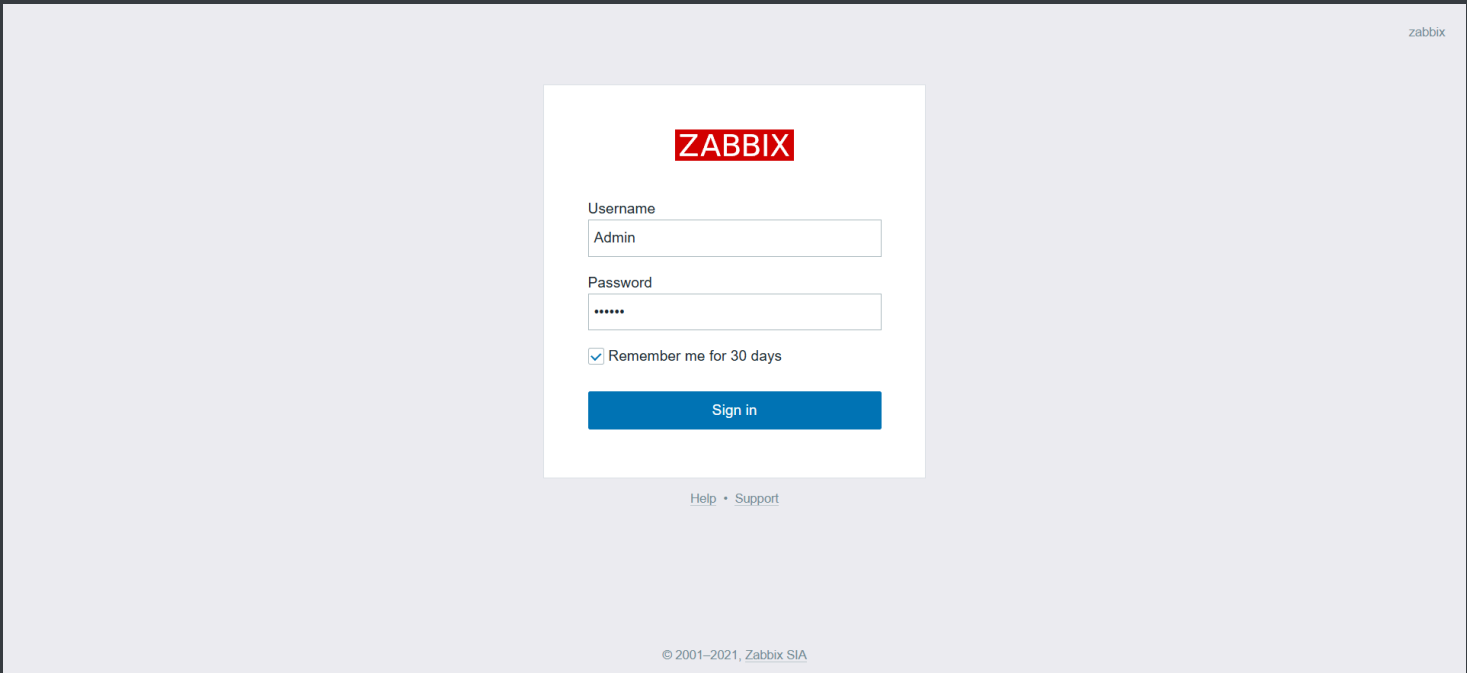 zabbix
ZABBIX
Username
Admin
Password
••••••
Remember me for 30 days
Sign in
Help • Support
© 2001–2021, Zabbix SIA